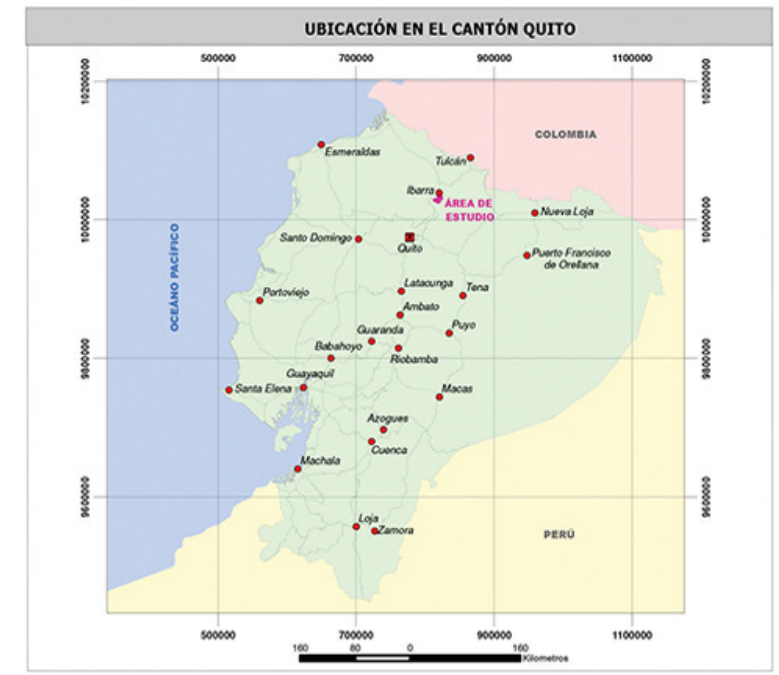 UBICACIÓN EN EL CANTÓN QUITO
500000 700000 900000 1100000
10200000 10200000
COLOMBIA
Esmeraldas
Tulcán
Ibarra
ÁREA DE
ESTUDIO
Nueva Loja
10000000 10000000
Santo Domingo
Quito
Puerto Francisco
de Orellana
OCEÁNO PACÍFICO
Latacunga
Tena
Portoviejo
Ambato
Guaranda
Puyo
Babahoyo
Riobamba
9800000 9800000
Guayaquil
Santa Elena
Macas
Azogues
Cuenca
Machala
9600000 9600000
Loja
Zamora
PERÚ
500000 700000 900000 1100000
160 80 0 160
Kilometros